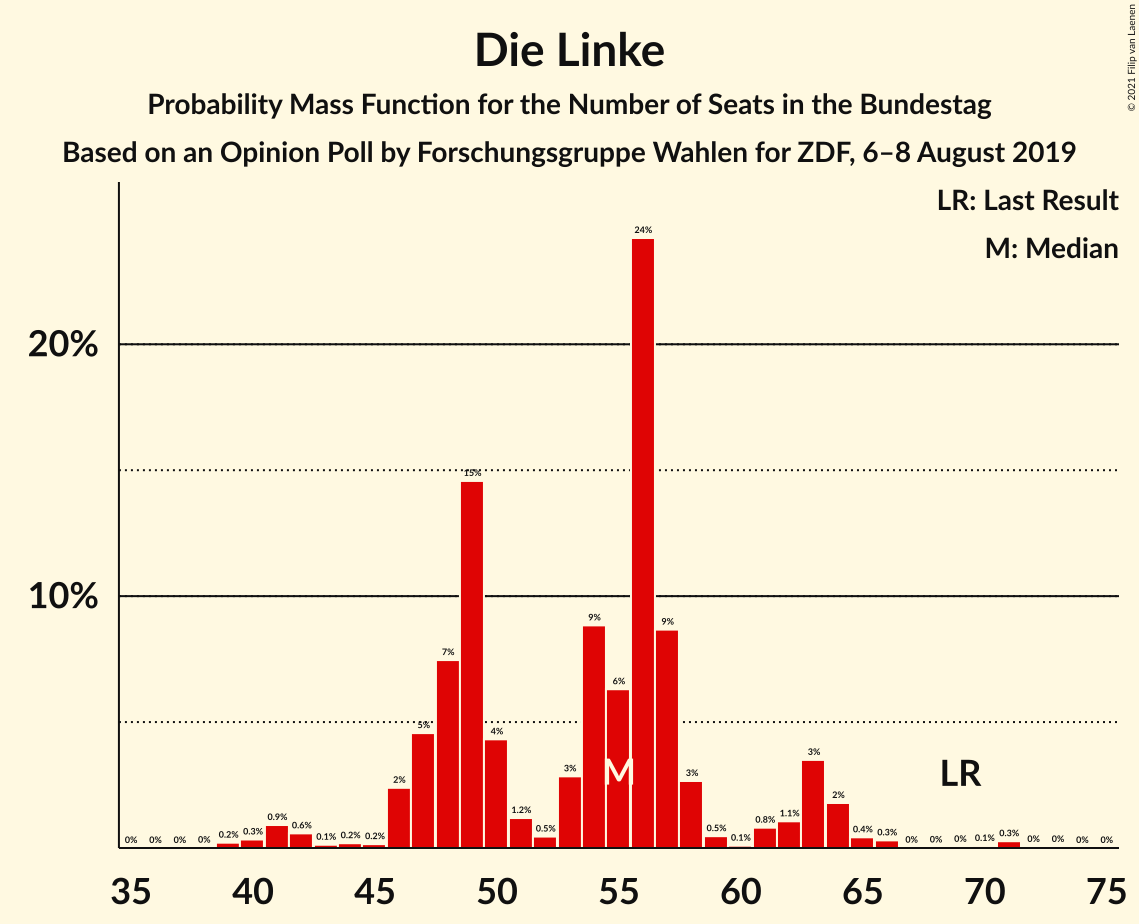 Die Linke
Probability Mass Function for the Number of Seats in the Bundestag
Based on an Opinion Poll by Forschungsgruppe Wahlen for ZDF, 6–8 August 2019
© 2021 Filip van Laenen
LR: Last Result
M: Median
20%
10%
0% 0% 0% 0% 0.2% 0.3% 0.9% 0.6% 0.1% 0.2% 0.2% 2% 5% 7% 15% 4% 1.2% 0.5% 3% 9% 6% 24% 9% 3% 0.5% 0.1% 0.8% 1.1% 3% 2% 0.4% 0.3% 0% 0% 0% 0.1% 0.3% 0% 0% 0% 0%
M
LR
35 40 45 50 55 60 65 70 75